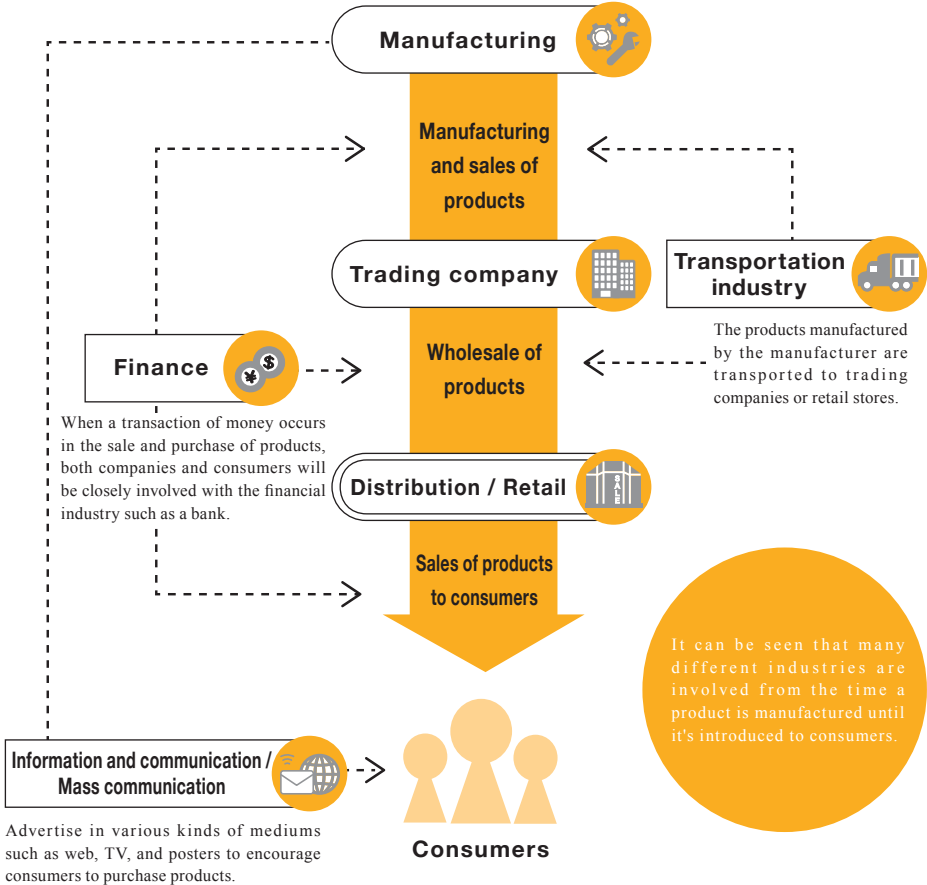 Manufacturing
Manufacturing
and sales of
products
Trading company
Transportation
industry
The products manufactured
by the manufacturer are
transported to trading
companies or retail stores.
Wholesale of
products
Finance
¥ $
When a transaction of money occurs
in the sale and purchase of products,
both companies and consumers will
be closely involved with the financial
industry such as a bank.
Distribution / Retail
SALE
Sales of products
to consumers
It can be seen that many
different industries are
involved from the time a
product is manufactured until
it's introduced to consumers.
Information and communication /
Mass communication
Advertise in various kinds of mediums
such as web, TV, and posters to encourage
consumers to purchase products.
Consumers